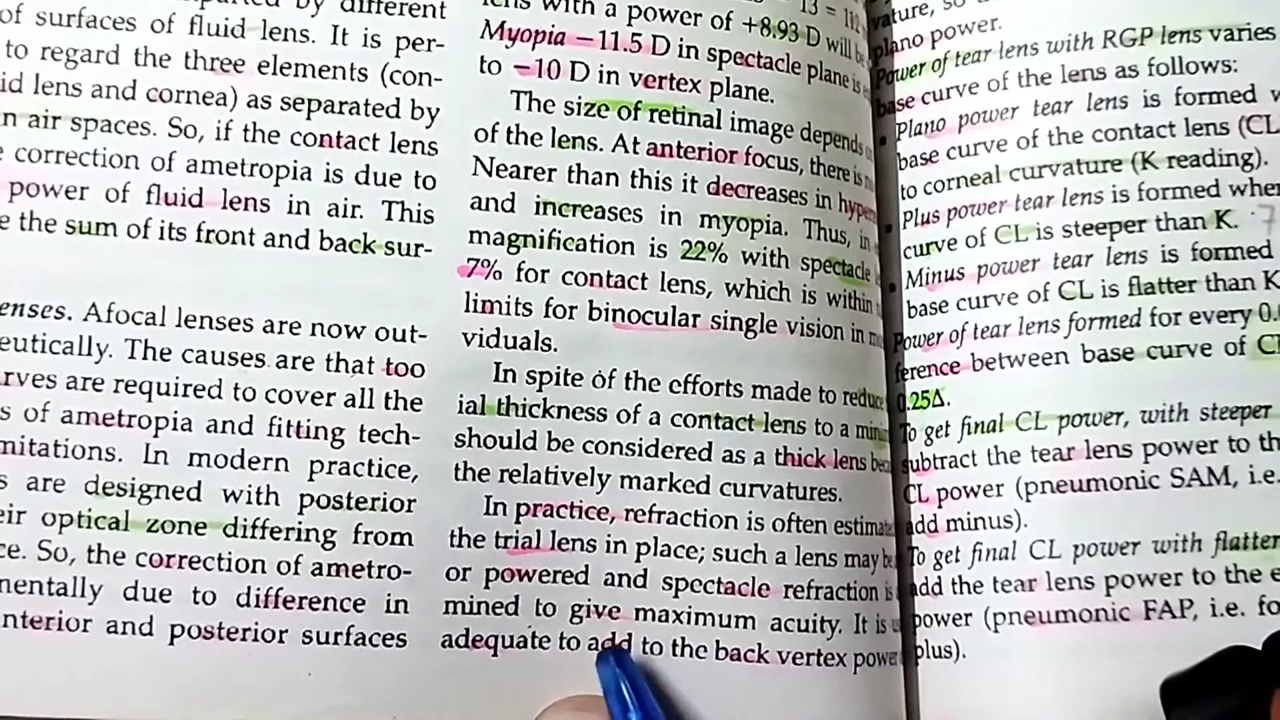 by different
of surfaces of fluid lens. It is per-
to regard the three elements (con-
id lens and cornea) as separated by
n air spaces. So, if the contact lens
correction of ametropia is due to
power of fluid lens in air. This
e the sum of its front and back sur-
enses. Afocal lenses are now out-
eutically. The causes are that too
rves are required to cover all the
s of ametropia and fitting tech-
mitations. In modern practice,
s are designed with posterior
eir optical zone differing from
ce. So, the correction of ametro-
mentally due to difference in
nterior and posterior surfaces
with a power of +8.93 D will be
Myopia −11.5 D in spectacle plane is
to −10 D in vertex plane.
The size of retinal image depends
of the lens. At anterior focus, there is
Nearer than this it decreases in hype
and increases in myopia. Thus, in
magnification is 22% with spectacle
7% for contact lens, which is within
limits for binocular single vision in
viduals.
In spite of the efforts made to reduce
ial thickness of a contact lens to a
should be considered as a thick lens
the relatively marked curvatures.
In practice, refraction is often estimate
the trial lens in place; such a lens may
or powered and spectacle refraction is
mined to give maximum acuity. It is
adequate to add to the back vertex power
13 =
vature, so
plano power.
Power of tear lens with RGP lens varies
base curve of the lens as follows:
• Plano power tear lens is formed
base curve of the contact lens (CL
to corneal curvature (K reading).
• Plus power tear lens is formed when
curve of CL is steeper than K.
• Minus power tear lens is formed
base curve of CL is flatter than K
Power of tear lens formed for every 0.
ference between base curve of CL
0.25Δ.
To get final CL power, with steeper
subtract the tear lens power to th
CL power (pneumonic SAM, i.e.
add minus).
To get final CL power with flatter
add the tear lens power to the e
power (pneumonic FAP, i.e. fo
plus).